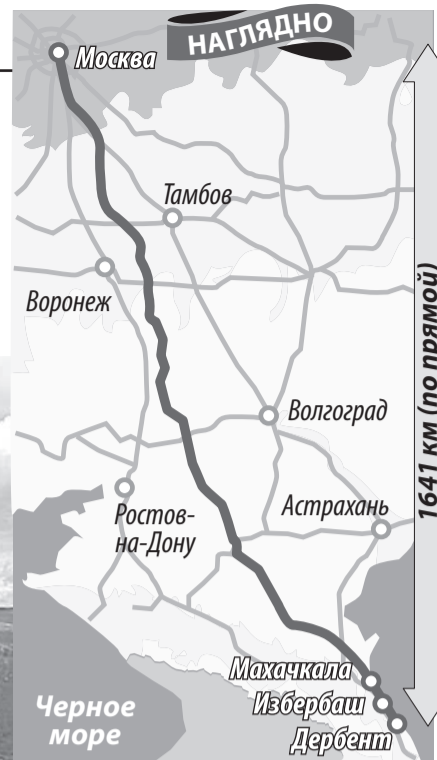 НАГЛЯДНО
Москва
Тамбов
Воронеж
Волгоград
Ростов-
на-Дону
Астрахань
1641 км (по прямой)
Махачкала
Избербаш
Дербент
Черное
море